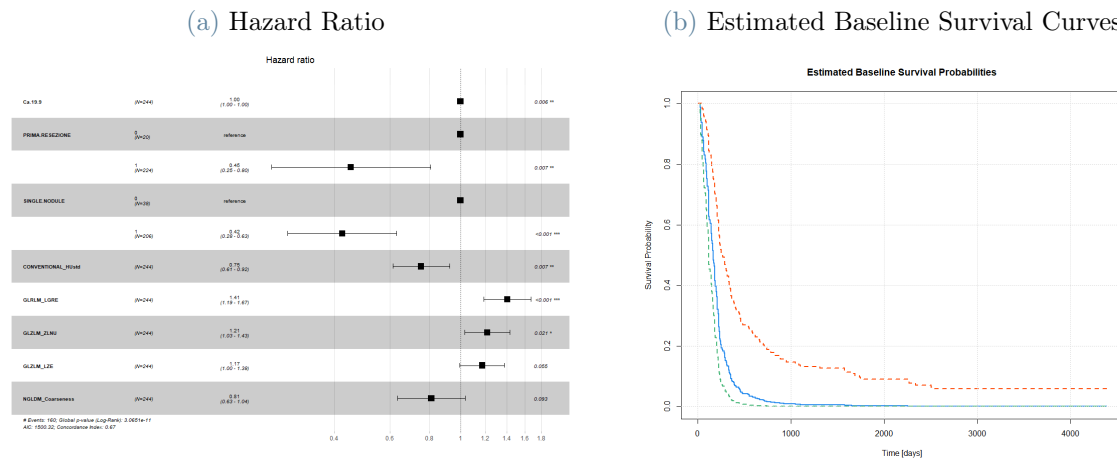 (a) Hazard Ratio
Hazard ratio
Ca.19.9 (N=244) 1.00 0.006 **
(1.00 - 1.00)
PRIMA.RESEZIONE 0 reference
(N=20)
1 0.45 0.007 **
(N=224) (0.25 - 0.80)
SINGLE.NODULE 0 reference
(N=38)
1 0.42 <0.001 ***
(N=206) (0.28 - 0.63)
CONVENTIONAL_HUstd (N=244) 0.75 0.007 **
(0.61 - 0.92)
GLRLM_LGRE (N=244) 1.41 <0.001 ***
(1.19 - 1.67)
GLZLM_ZLNU (N=244) 1.21 0.021 *
(1.03 - 1.43)
GLZLM_LZE (N=244) 1.17 0.055
(1.00 - 1.38)
NGLDM_Coarseness (N=244) 0.81 0.093
(0.63 - 1.04)
# Events: 160, Global p-value (Log-Rank): 3.0651e-11
AIC: 1500.32, Concordance Index: 0.67
0.4 0.6 0.8 1 1.2 1.4 1.6 1.8
(b) Estimated Baseline Survival Curves
Estimated Baseline Survival Probabilities
Survival Probability
1.0
0.8
0.6
0.4
0.2
0.0
0 1000 2000 3000 4000
Time [days]